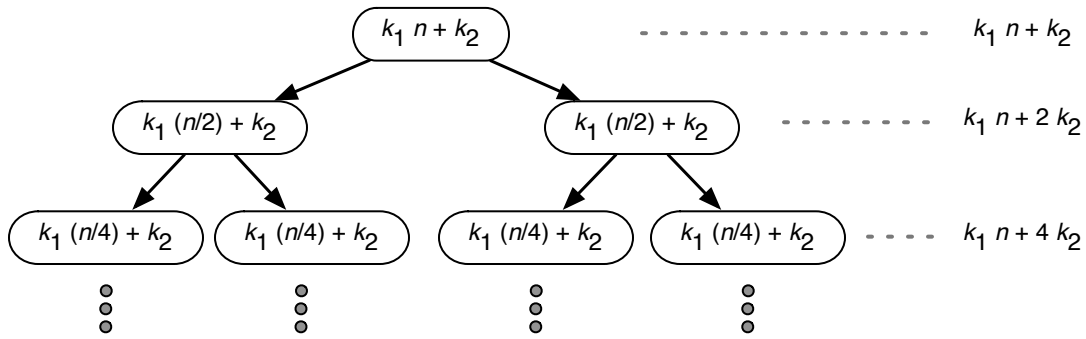 k₁ n + k₂ k₁ n + k₂
k₁ (n/2) + k₂ k₁ (n/2) + k₂ k₁ n + 2 k₂
k₁ (n/4) + k₂ k₁ (n/4) + k₂ k₁ (n/4) + k₂ k₁ (n/4) + k₂ k₁ n + 4 k₂